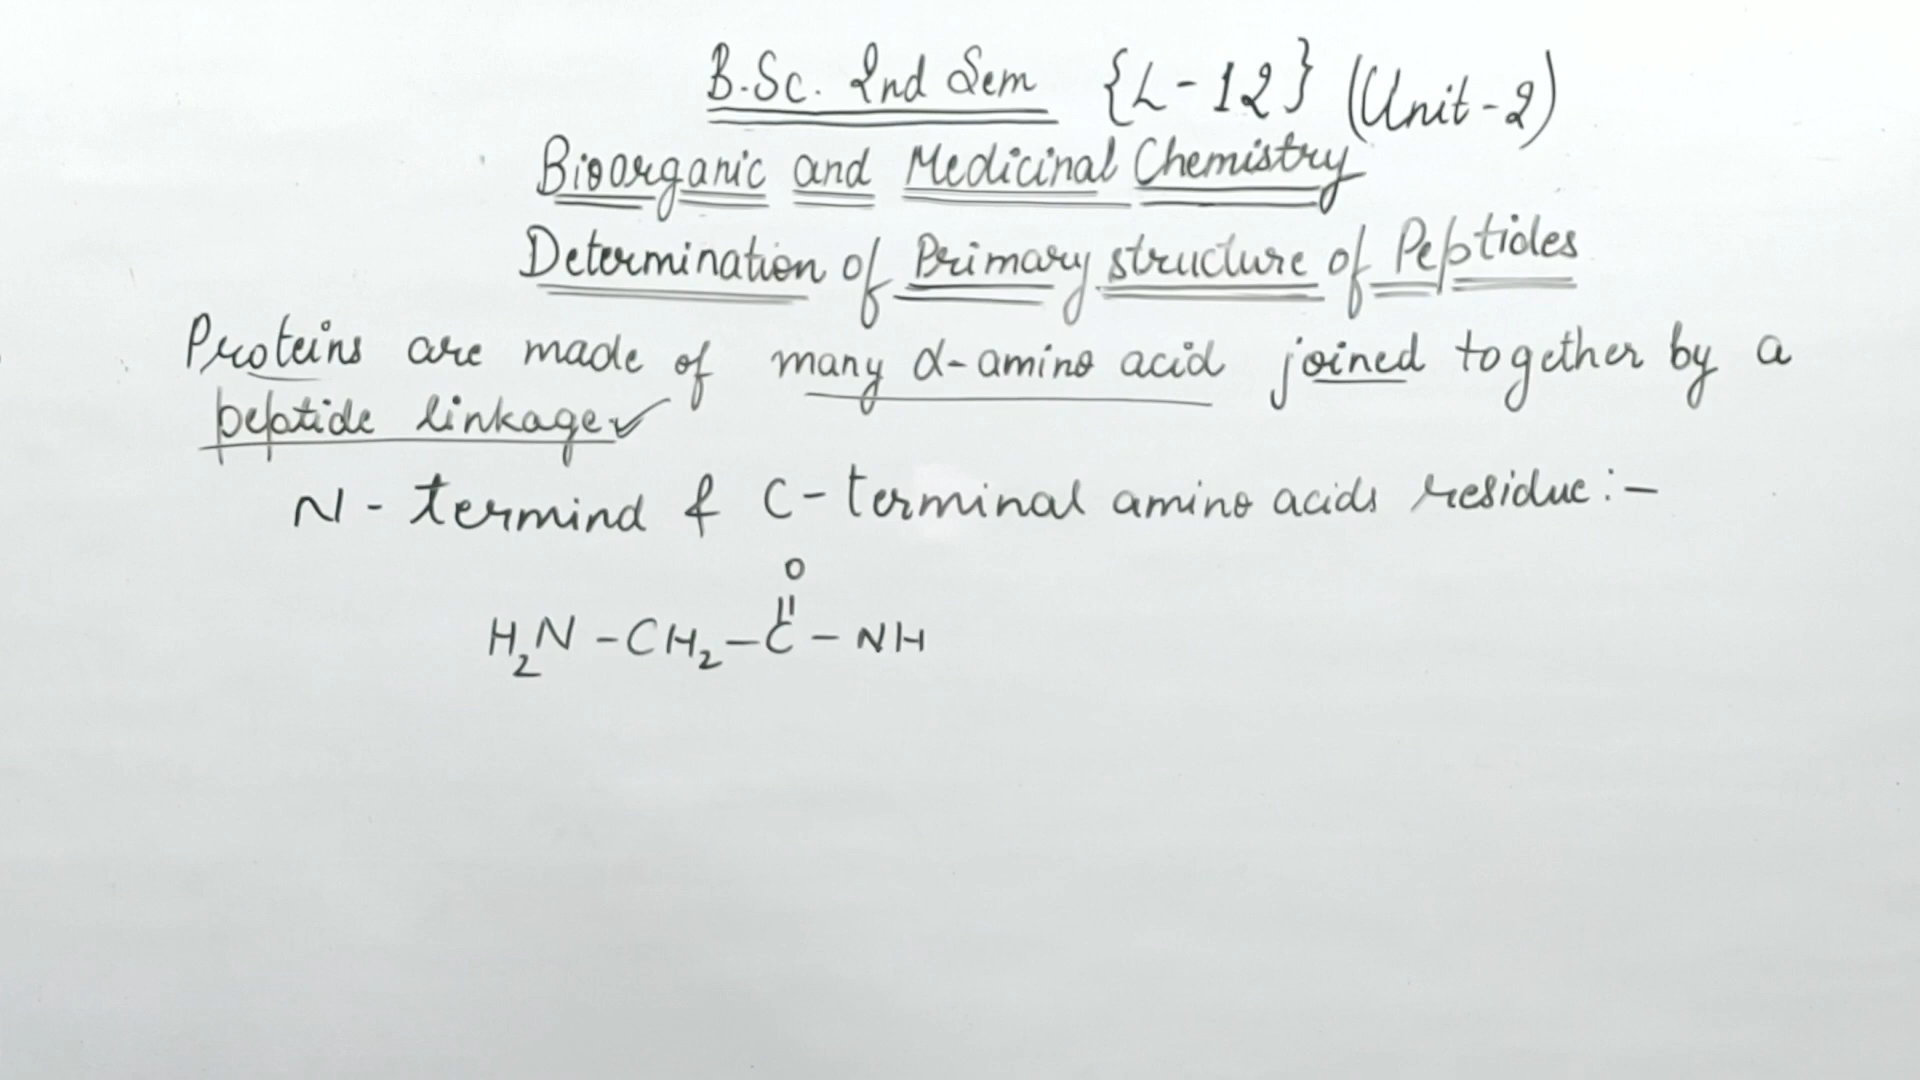 B.Sc. 2nd Sem {L-12} (Unit-2)
Bioorganic and Medicinal Chemistry
Determination of Primary structure of Peptides
Proteins are made of many α-amino acid joined together by a
peptide linkage✓
N-terminal & C-terminal amino acids residue:-
O
||
H₂N-CH₂-C-NH